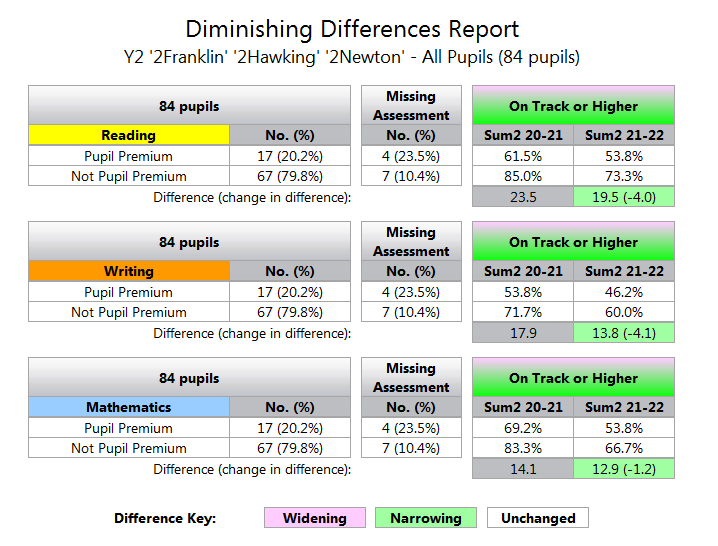 Diminishing Differences Report
Y2 '2Franklin' '2Hawking' '2Newton' - All Pupils (84 pupils)
84 pupils Missing Assessment On Track or Higher
Reading No. (%) No. (%) Sum2 20-21 Sum2 21-22
Pupil Premium 17 (20.2%) 4 (23.5%) 61.5% 53.8%
Not Pupil Premium 67 (79.8%) 7 (10.4%) 85.0% 73.3%
Difference (change in difference): 23.5 19.5 (-4.0)
84 pupils Missing Assessment On Track or Higher
Writing No. (%) No. (%) Sum2 20-21 Sum2 21-22
Pupil Premium 17 (20.2%) 4 (23.5%) 53.8% 46.2%
Not Pupil Premium 67 (79.8%) 7 (10.4%) 71.7% 60.0%
Difference (change in difference): 17.9 13.8 (-4.1)
84 pupils Missing Assessment On Track or Higher
Mathematics No. (%) No. (%) Sum2 20-21 Sum2 21-22
Pupil Premium 17 (20.2%) 4 (23.5%) 69.2% 53.8%
Not Pupil Premium 67 (79.8%) 7 (10.4%) 83.3% 66.7%
Difference (change in difference): 14.1 12.9 (-1.2)
Difference Key: Widening Narrowing Unchanged